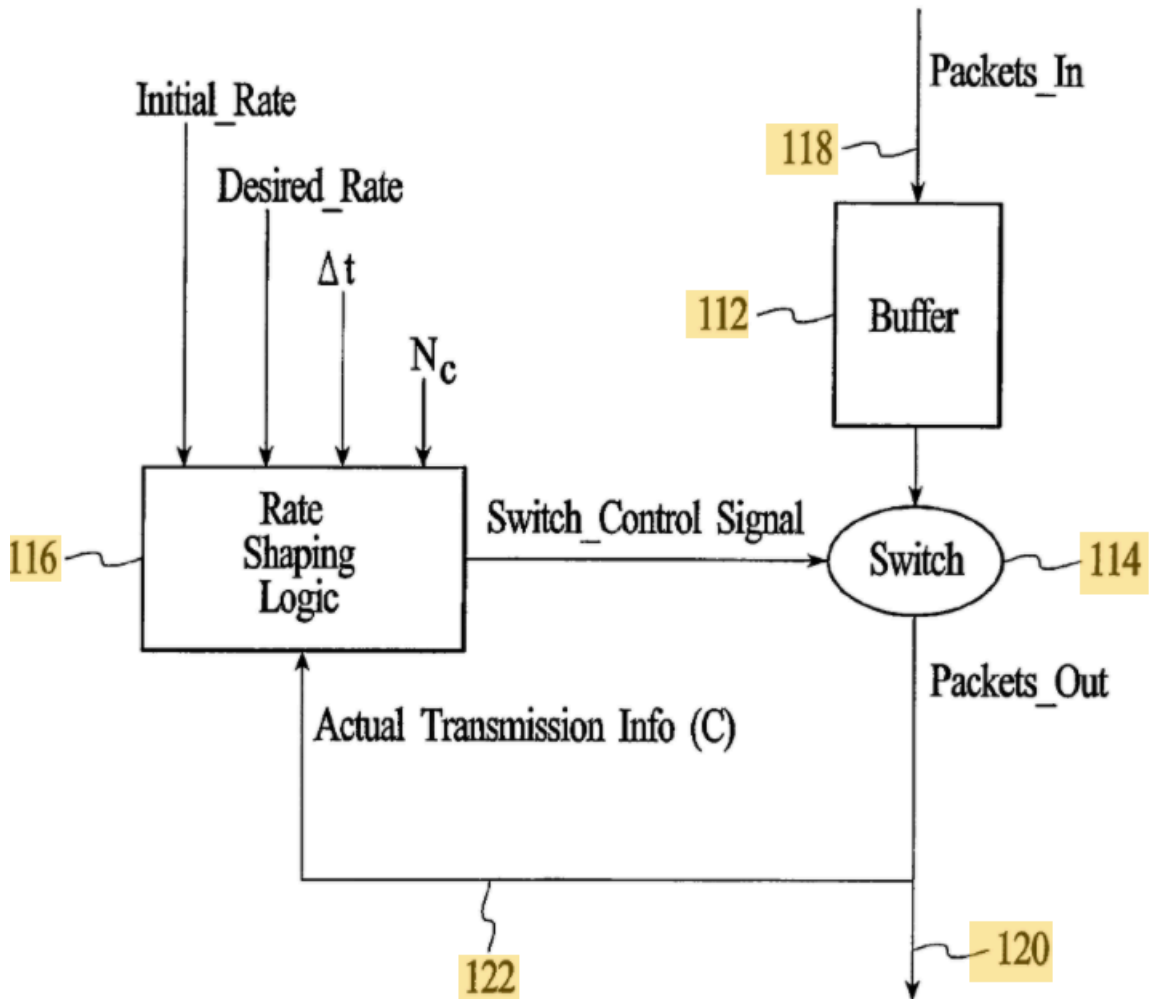 Packets_In
Initial_Rate
118
Desired_Rate
Δt
112
Buffer
N_c
Rate
Shaping
Logic
Switch_Control Signal
116
Switch
114
Packets_Out
Actual Transmission Info (C)
122
120